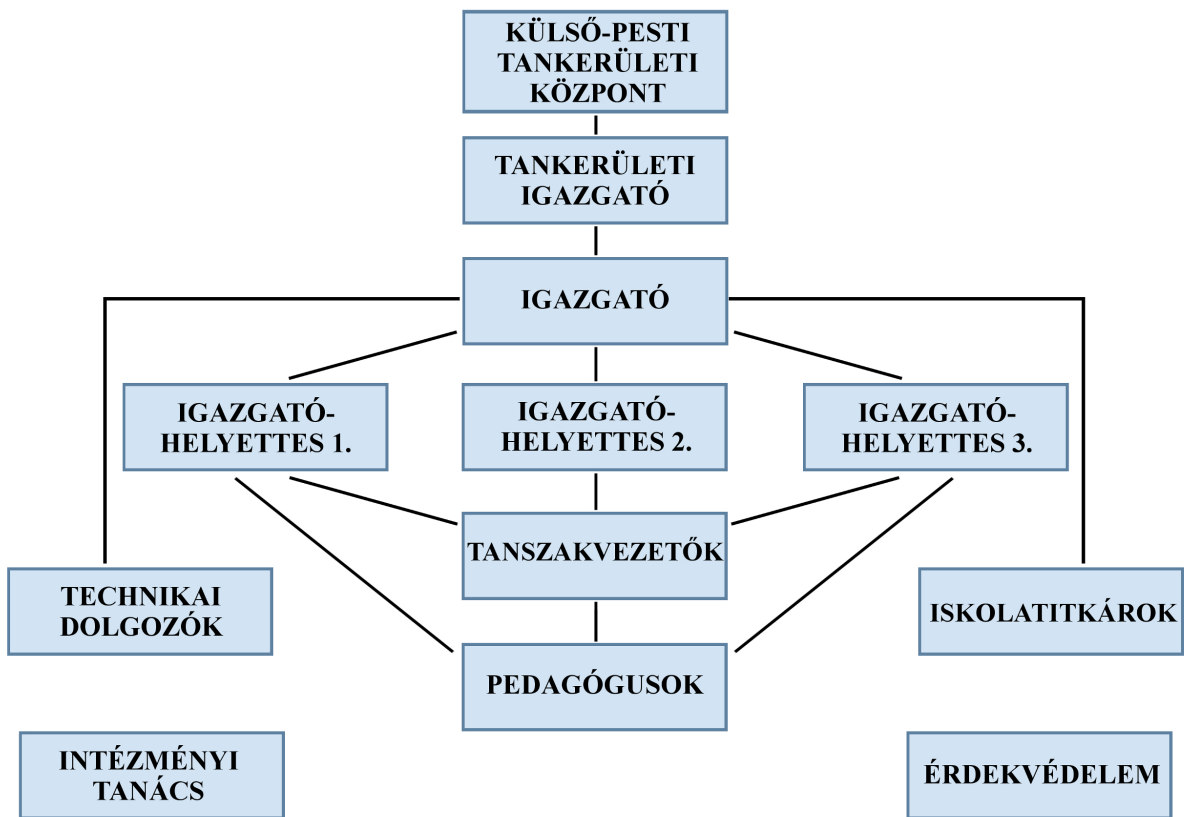 KÜLSŐ-PESTI
TANKERÜLETI
KÖZPONT
TANKERÜLETI
IGAZGATÓ
IGAZGATÓ
IGAZGATÓ-
HELYETTES 1.
IGAZGATÓ-
HELYETTES 2.
IGAZGATÓ-
HELYETTES 3.
TANSZAKVEZETŐK
TECHNIKAI
DOLGOZÓK
ISKOLATITKÁROK
PEDAGÓGUSOK
INTÉZMÉNYI
TANÁCS
ÉRDEKVÉDELEM